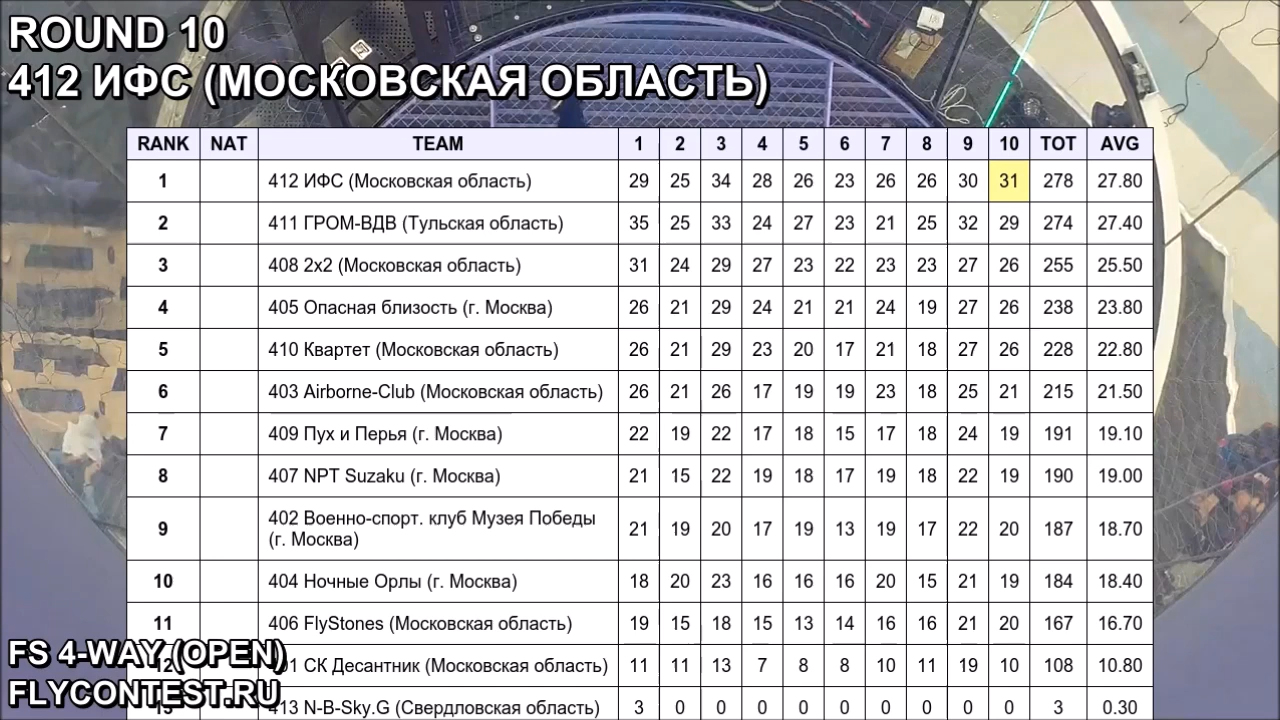 ROUND 10
412 ИФС (МОСКОВСКАЯ ОБЛАСТЬ)
RANK NAT TEAM 1 2 3 4 5 6 7 8 9 10 TOT AVG
1 412 ИФС (Московская область) 29 25 34 28 26 23 26 26 30 31 278 27.80
2 411 ГРОМ-ВДВ (Тульская область) 35 25 33 24 27 23 21 25 32 29 274 27.40
3 408 2x2 (Московская область) 31 24 29 27 23 22 23 23 27 26 255 25.50
4 405 Опасная близость (г. Москва) 26 21 29 24 21 21 24 19 27 26 238 23.80
5 410 Квартет (Московская область) 26 21 29 23 20 17 21 18 27 26 228 22.80
6 403 Airborne-Club (Московская область) 26 21 26 17 19 19 23 18 25 21 215 21.50
7 409 Пух и Перья (г. Москва) 22 19 22 17 18 15 17 18 24 19 191 19.10
8 407 NPT Suzaku (г. Москва) 21 15 22 19 18 17 19 18 22 19 190 19.00
9 402 Военно-спорт. клуб Музея Победы
(г. Москва) 21 19 20 17 19 13 19 17 22 20 187 18.70
10 404 Ночные Орлы (г. Москва) 18 20 23 16 16 16 20 15 21 19 184 18.40
11 406 FlyStones (Московская область) 19 15 18 15 13 14 16 16 21 20 167 16.70
СК Десантник (Московская область) 11 11 13 7 8 8 10 11 19 10 108 10.80
413 N-B-Sky.G (Свердловская область) 3 0 0 0 0 0 0 0 0 0 3 0.30
FS 4-WAY (OPEN)
FLYCONTEST.RU